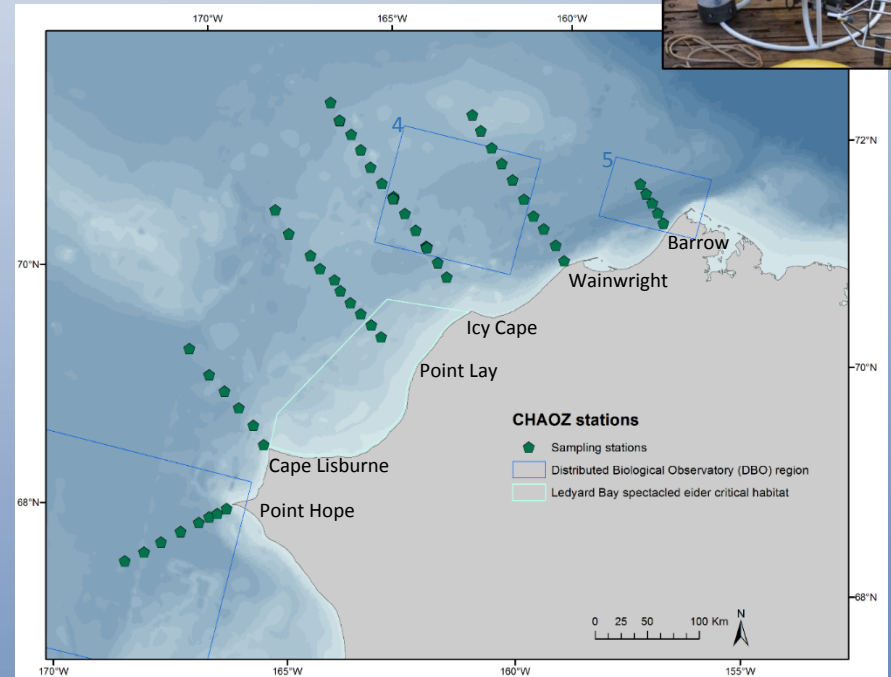 170°W
165°W
160°W
4
5
72°N
Barrow
70°N
Wainwright
Icy Cape
Point Lay
70°N
CHAOZ stations
Sampling stations
Distributed Biological Observatory (DBO) region
Ledyard Bay spectacled eider critical habitat
Cape Lisburne
68°N
Point Hope
68°N
0 25 50 100 Km
N
170°W
165°W
160°W
155°W